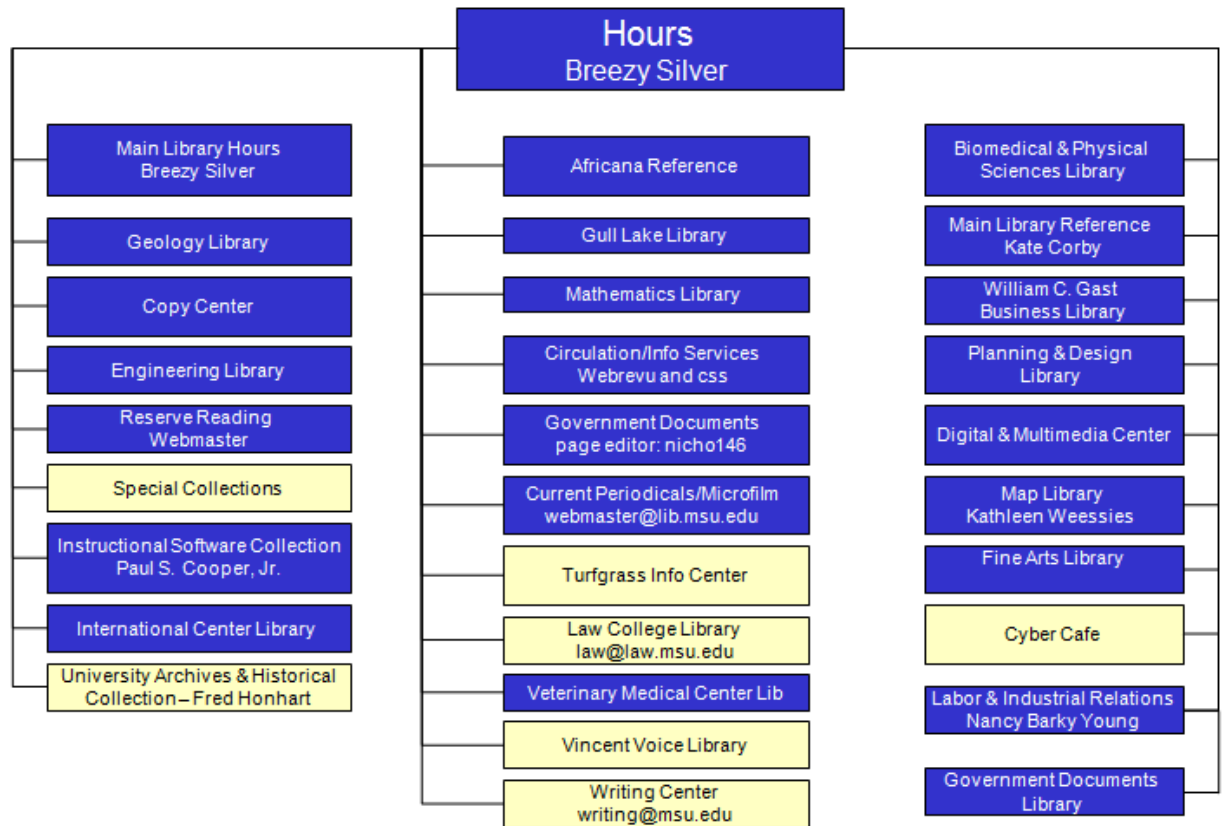 Hours
Breezy Silver
Main Library Hours
Breezy Silver
Geology Library
Copy Center
Engineering Library
Reserve Reading
Webmaster
Special Collections
Instructional Software Collection
Paul S. Cooper, Jr.
International Center Library
University Archives & Historical
Collection – Fred Honhart
Africana Reference
Gull Lake Library
Mathematics Library
Circulation/Info Services
Webrevu and css
Government Documents
page editor: nicho146
Current Periodicals/Microfilm
webmaster@lib.msu.edu
Turfgrass Info Center
Law College Library
law@law.msu.edu
Veterinary Medical Center Lib
Vincent Voice Library
Writing Center
writing@msu.edu
Biomedical & Physical
Sciences Library
Main Library Reference
Kate Corby
William C. Gast
Business Library
Planning & Design
Library
Digital & Multimedia Center
Map Library
Kathleen Weessies
Fine Arts Library
Cyber Cafe
Labor & Industrial Relations
Nancy Barky Young
Government Documents
Library